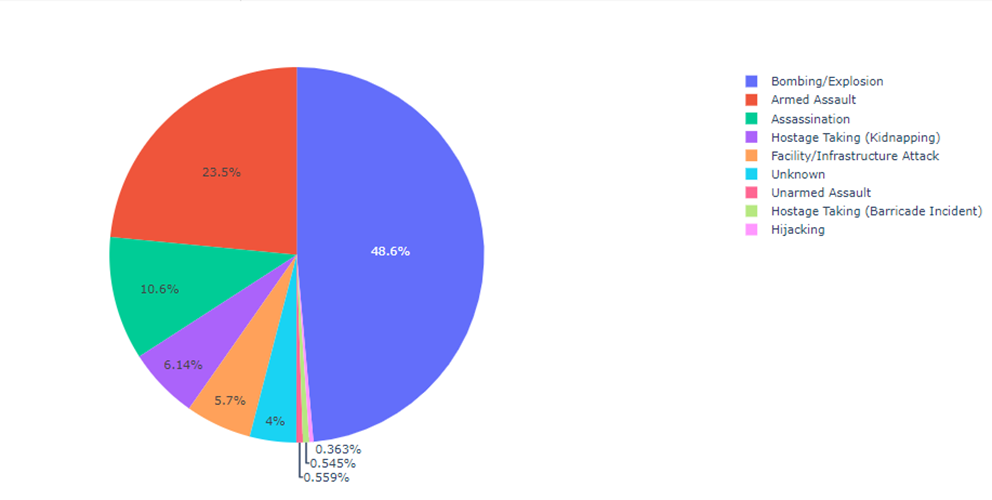 Bombing/Explosion
Armed Assault
Assassination
Hostage Taking (Kidnapping)
Facility/Infrastructure Attack
Unknown
Unarmed Assault
Hostage Taking (Barricade Incident)
Hijacking
23.5%
48.6%
10.6%
6.14%
5.7%
4%
0.363%
0.545%
0.559%